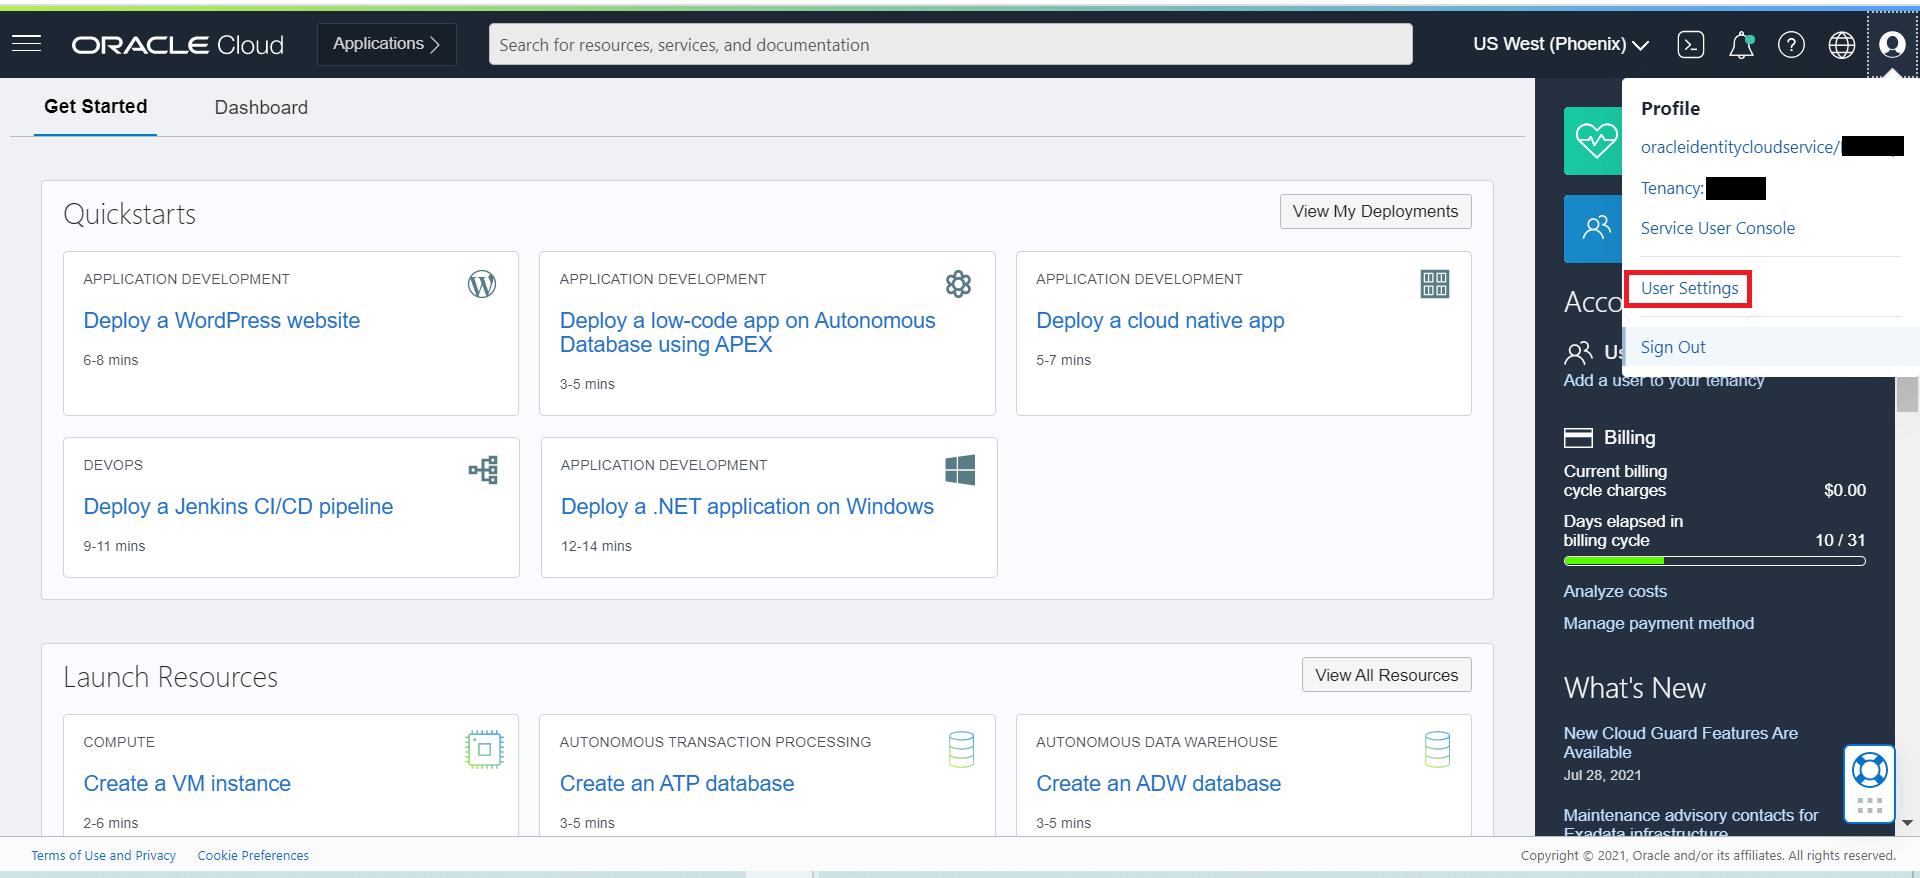 ORACLE Cloud
Applications
Search for resources, services, and documentation
US West (Phoenix)
Get Started
Dashboard
Quickstarts
View My Deployments
APPLICATION DEVELOPMENT
Deploy a WordPress website
6-8 mins
APPLICATION DEVELOPMENT
Deploy a low-code app on Autonomous
Database using APEX
3-5 mins
APPLICATION DEVELOPMENT
Deploy a cloud native app
5-7 mins
DEVOPS
Deploy a Jenkins CI/CD pipeline
9-11 mins
APPLICATION DEVELOPMENT
Deploy a .NET application on Windows
12-14 mins
Launch Resources
View All Resources
COMPUTE
Create a VM instance
2-6 mins
AUTONOMOUS TRANSACTION PROCESSING
Create an ATP database
3-5 mins
AUTONOMOUS DATA WAREHOUSE
Create an ADW database
3-5 mins
Profile
oracleidentitycloudservice/
Tenancy:
Service User Console
User Settings
Sign Out
Acco
Us
Add a user to your tenancy
Billing
Current billing
cycle charges
$0.00
Days elapsed in
billing cycle
10 / 31
Analyze costs
Manage payment method
What's New
New Cloud Guard Features Are
Available
Jul 28, 2021
Maintenance advisory contacts for
Exadata infrastructure
Terms of Use and Privacy
Cookie Preferences
Copyright © 2021, Oracle and/or its affiliates. All rights reserved.